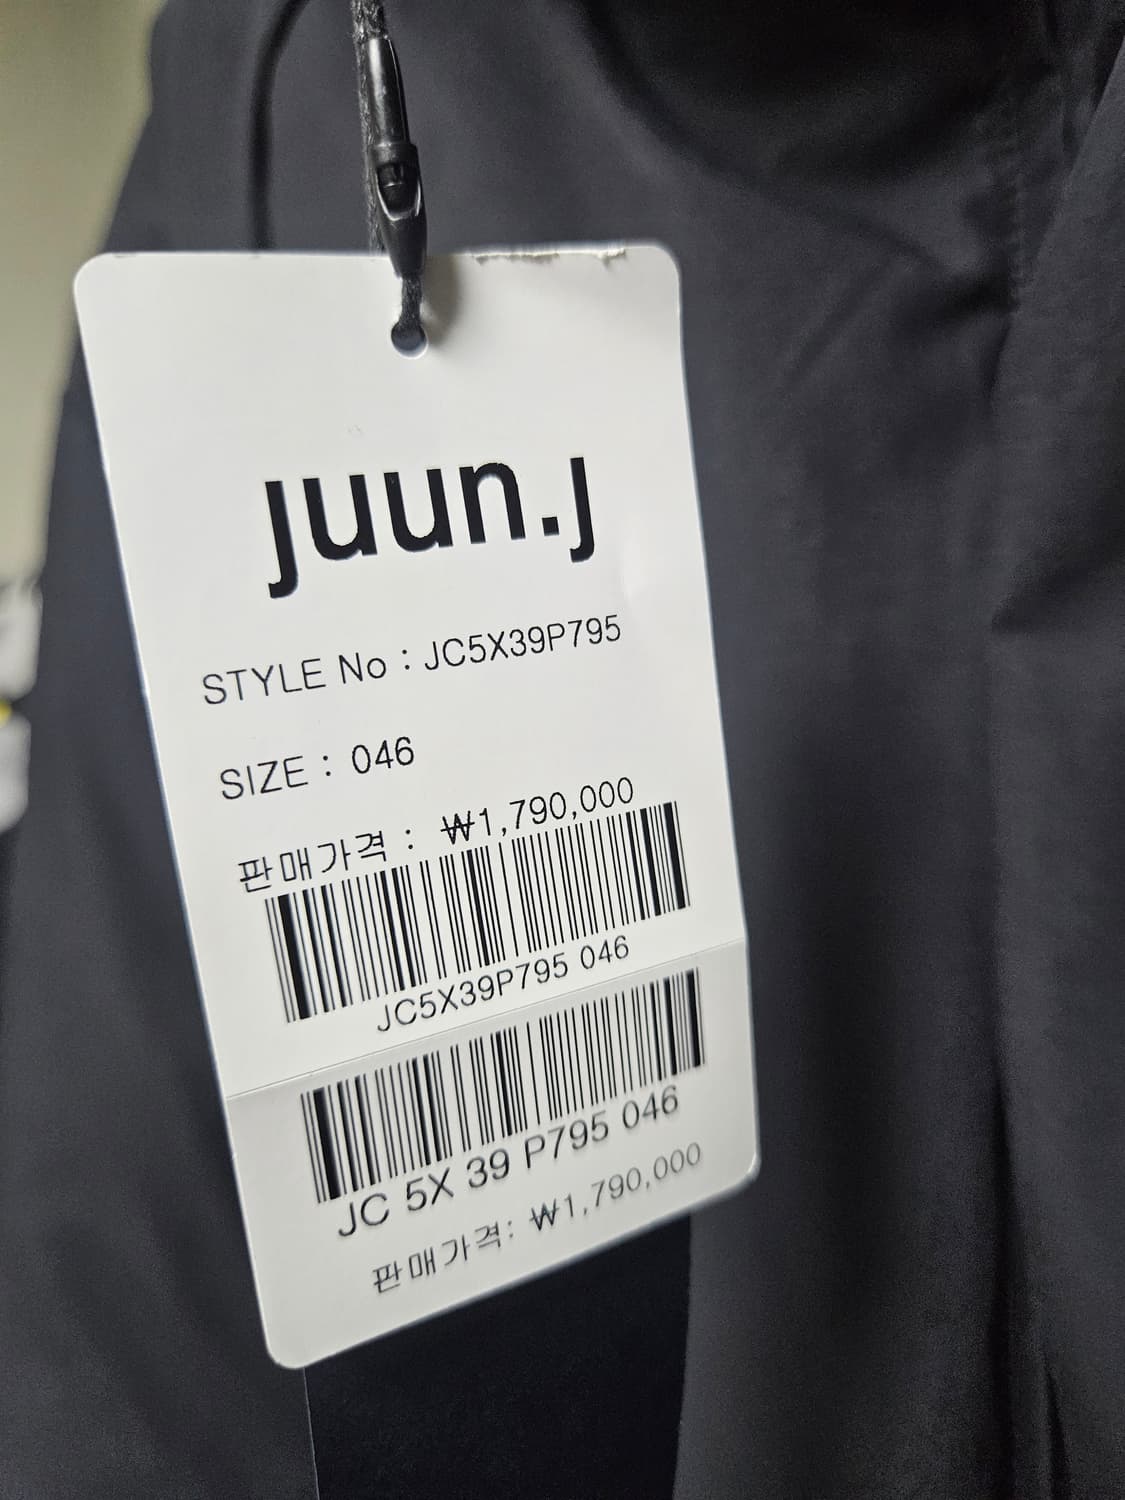 juun.j
STYLE No : JC5X39P795
SIZE : 046
판매가격 : ₩1,790,000
JC5X39P795 046
JC 5X 39 P795 046
판매가격: ₩1,790,000